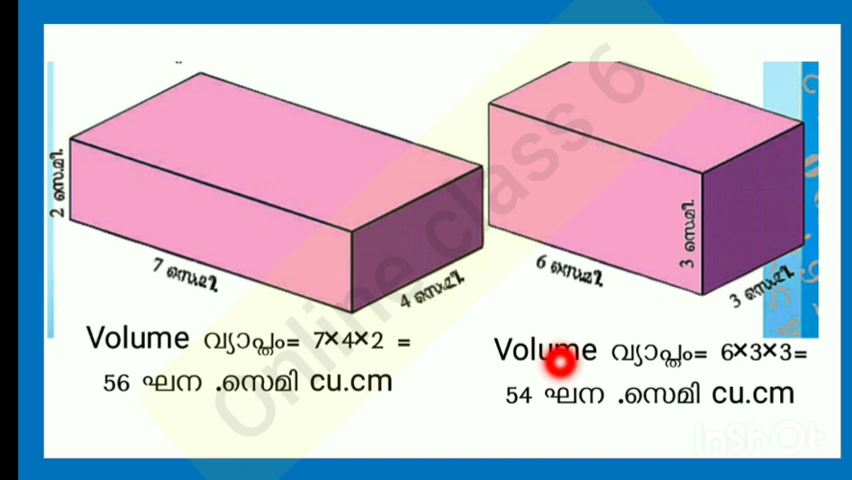 2 സെ.മീ.
7 സെ.മീ.
4 സെ.മീ.
Volume വ്യാപ്തം= 7×4×2 =
56 ഘന .സെമി cu.cm
3 സെ.മീ.
6 സെ.മീ.
3 സെ.മീ.
Volume വ്യാപ്തം= 6×3×3=
54 ഘന .സെമി cu.cm
Online class 6
InShOt